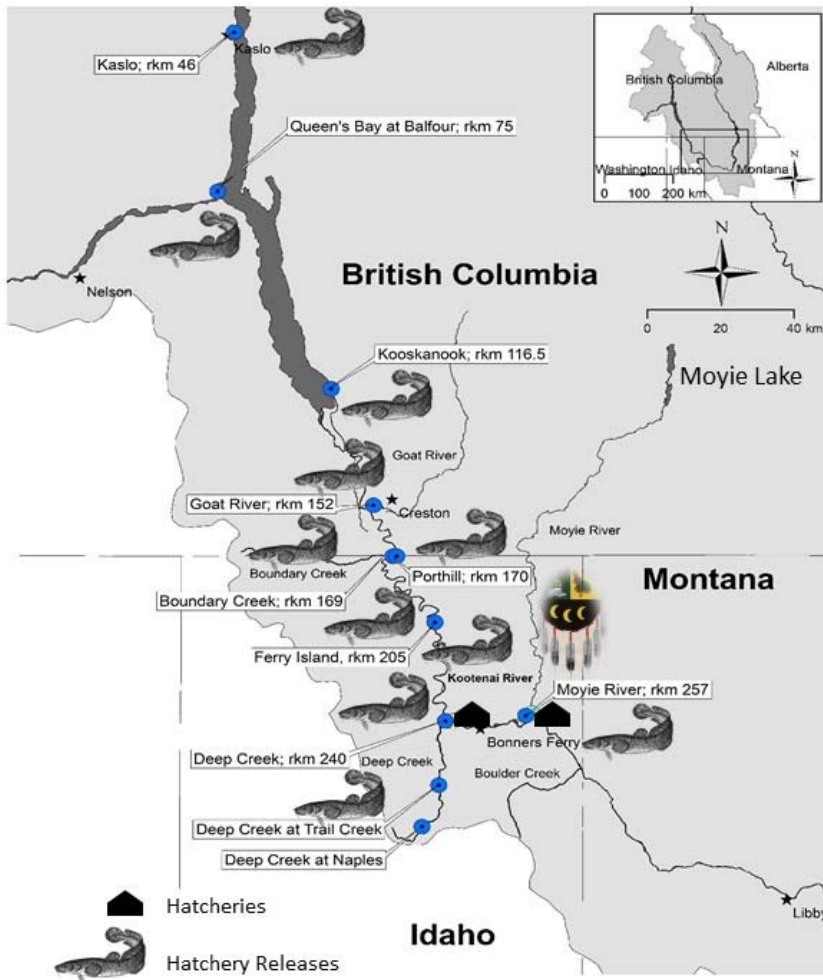 Kaslo
Kaslo; rkm 46
Queen's Bay at Balfour; rkm 75
British Columbia
Alberta
Washington
Idaho
Montana
N
0 100 200 km
Nelson
British Columbia
N
0 20 40 km
Kooskanook; rkm 116.5
Moyie Lake
Goat River
Goat River; rkm 152
Creston
Moyie River
Boundary Creek
Porthill; rkm 170
Boundary Creek; rkm 169
Montana
Ferry Island, rkm 205
Kootenai River
Moyie River; rkm 257
Bonners Ferry
Deep Creek; rkm 240
Deep Creek
Boulder Creek
Deep Creek at Trail Creek
Deep Creek at Naples
Libby
Hatcheries
Idaho
Hatchery Releases